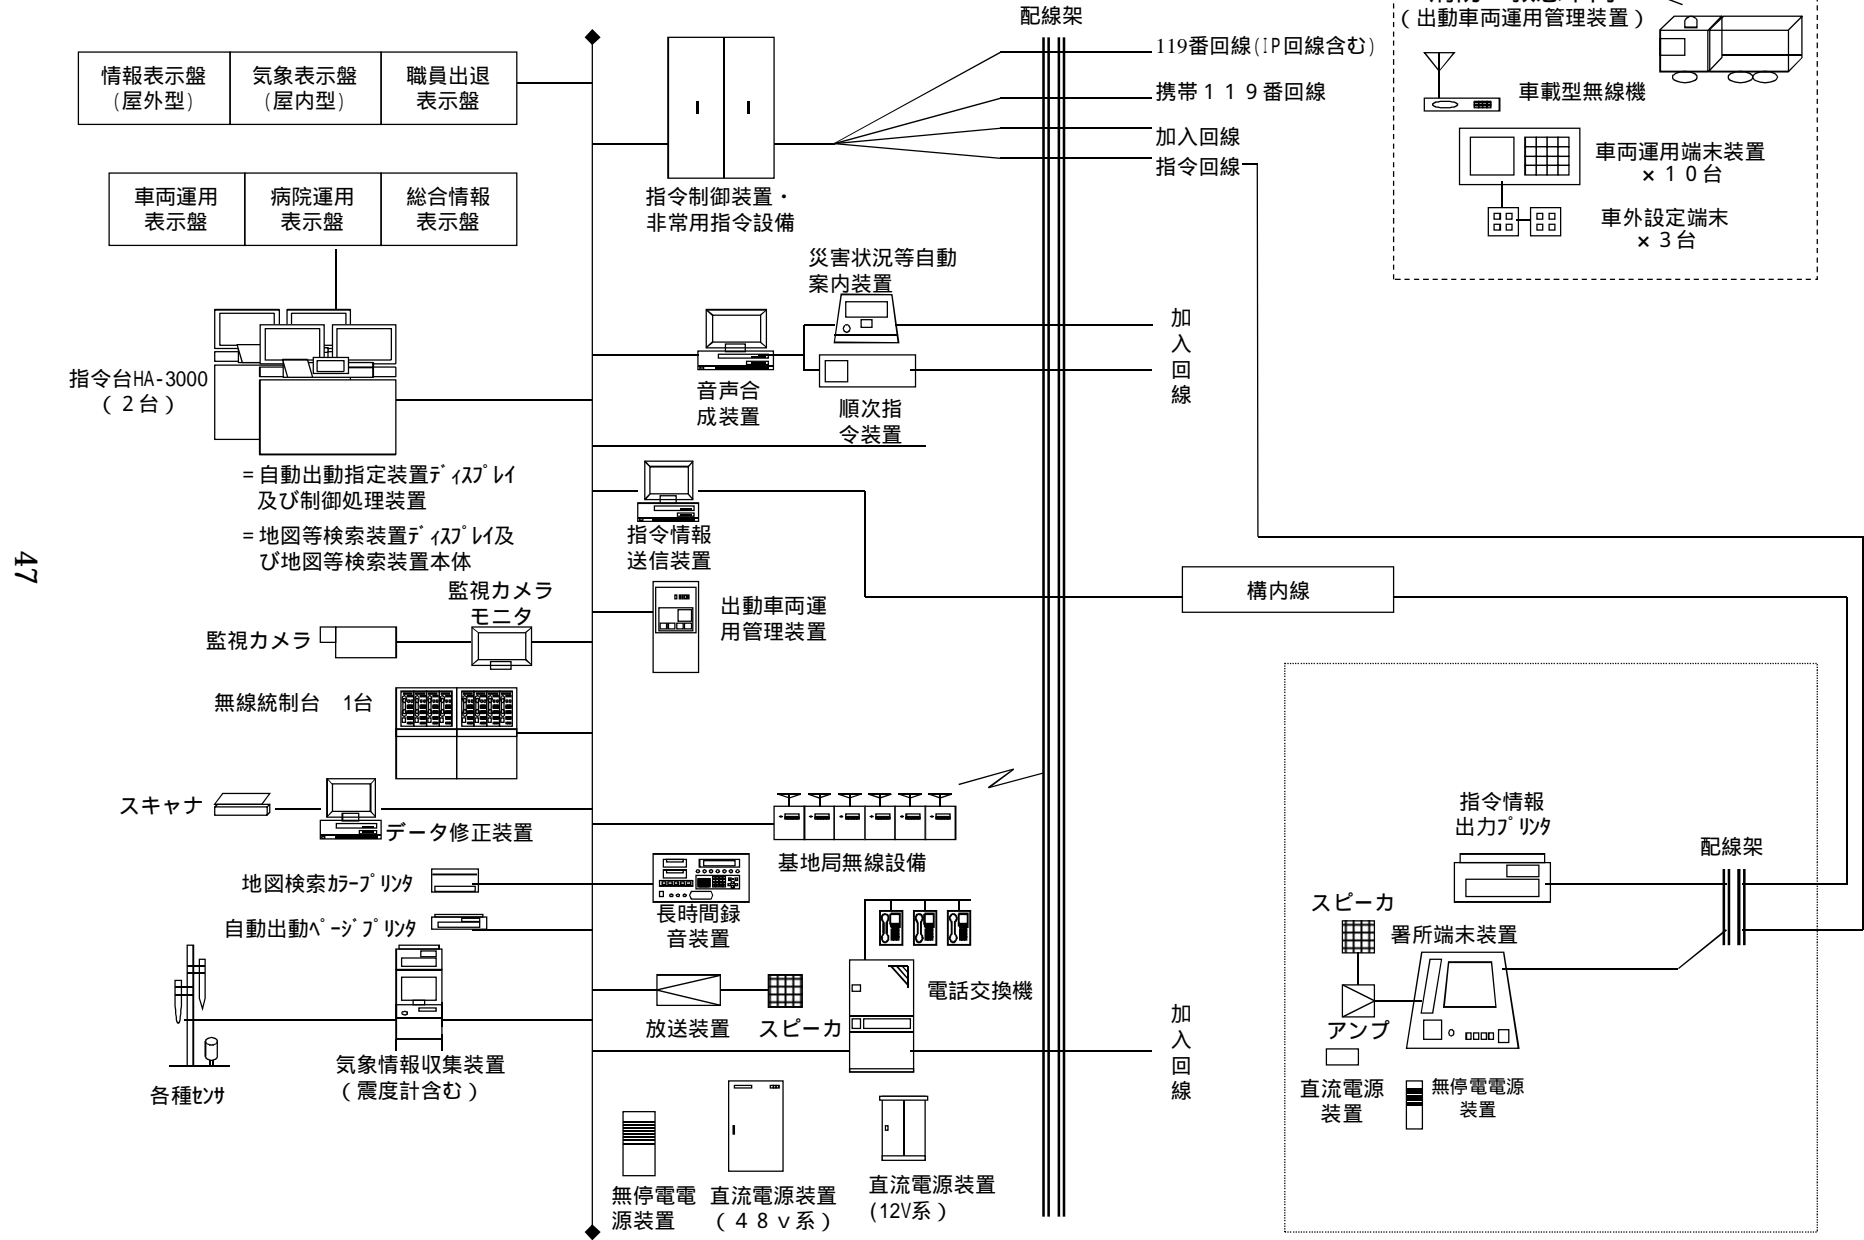 配線架
(出動車両運用管理装置)
119番回線(IP回線含む)
携帯119番回線
加入回線
指令回線
車載型無線機
車両運用端末装置
×10台
車外設定端末
×3台
情報表示盤
(屋外型)
気象表示盤
(屋内型)
職員出退
表示盤
車両運用
表示盤
病院運用
表示盤
総合情報
表示盤
指令制御装置・
非常用指令設備
災害状況等自動
案内装置
加入回線
指令台HA-3000
(2台)
音声合
成装置
順次指
令装置
=自動出動指定装置ディスプレイ
及び制御処理装置
=地図等検索装置ディスプレイ及
び地図等検索装置本体
指令情報
送信装置
47
監視カメラ
モニタ
監視カメラ
出動車両運
用管理装置
構内線
無線統制台 1台
スキャナ
データ修正装置
基地局無線設備
地図検索カラープリンタ
自動出動ページプリンタ
長時間録
音装置
電話交換機
放送装置
スピーカ
加入回線
気象情報収集装置
(震度計含む)
各種センサ
無停電電
源装置
直流電源装置
(48v系)
直流電源装置
(12V系)
指令情報
出力プリンタ
配線架
スピーカ
署所端末装置
アンプ
直流電源
装置
無停電電源
装置